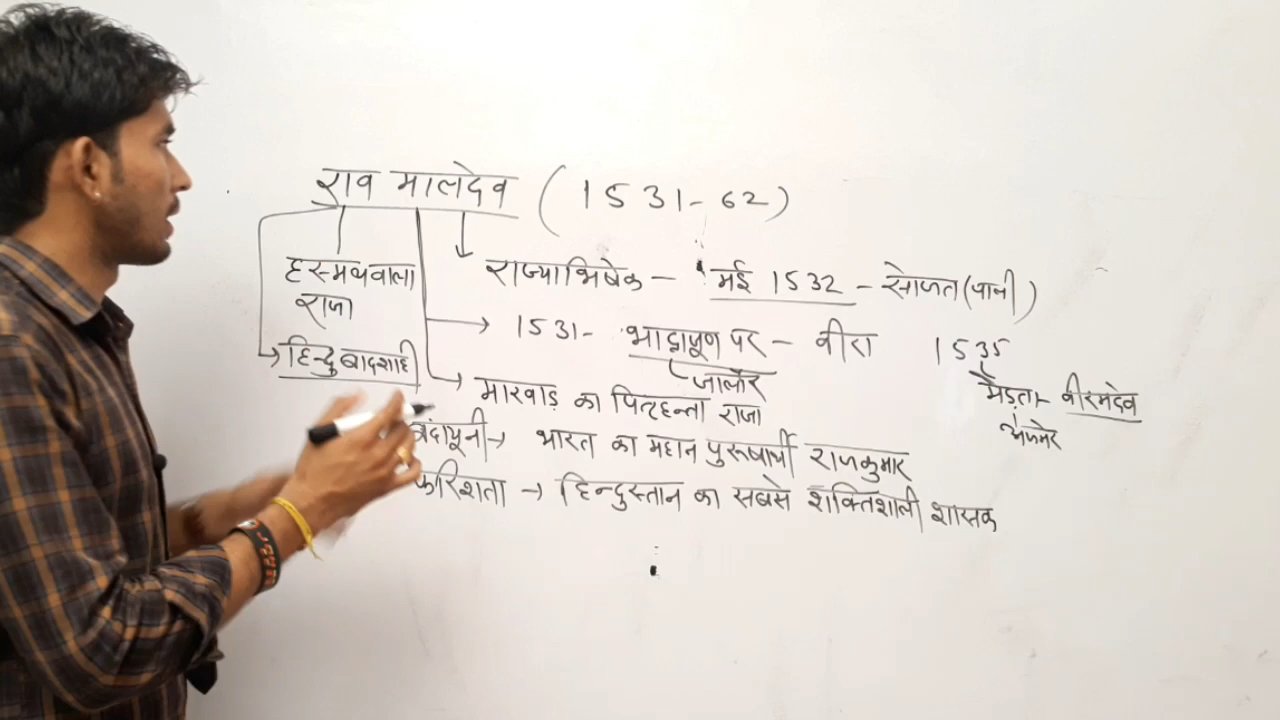 राव मालदेव (1531-62)
हस्मतवाला
राजा
हिन्दु बादशाह
राज्याभिषेक - मई 1532 - सोजत (पाली)
1531 - भाद्राजूण पर - वीरा
जालोर
1535
मेड़ता - वीरमदेव
अजमेर
मारवाड़ का पितृहन्ता राजा
बदायूनी → भारत का महान पुरूषार्थी राजकुमार
फरिशता → हिन्दुस्तान का सबसे शक्तिशाली शासक